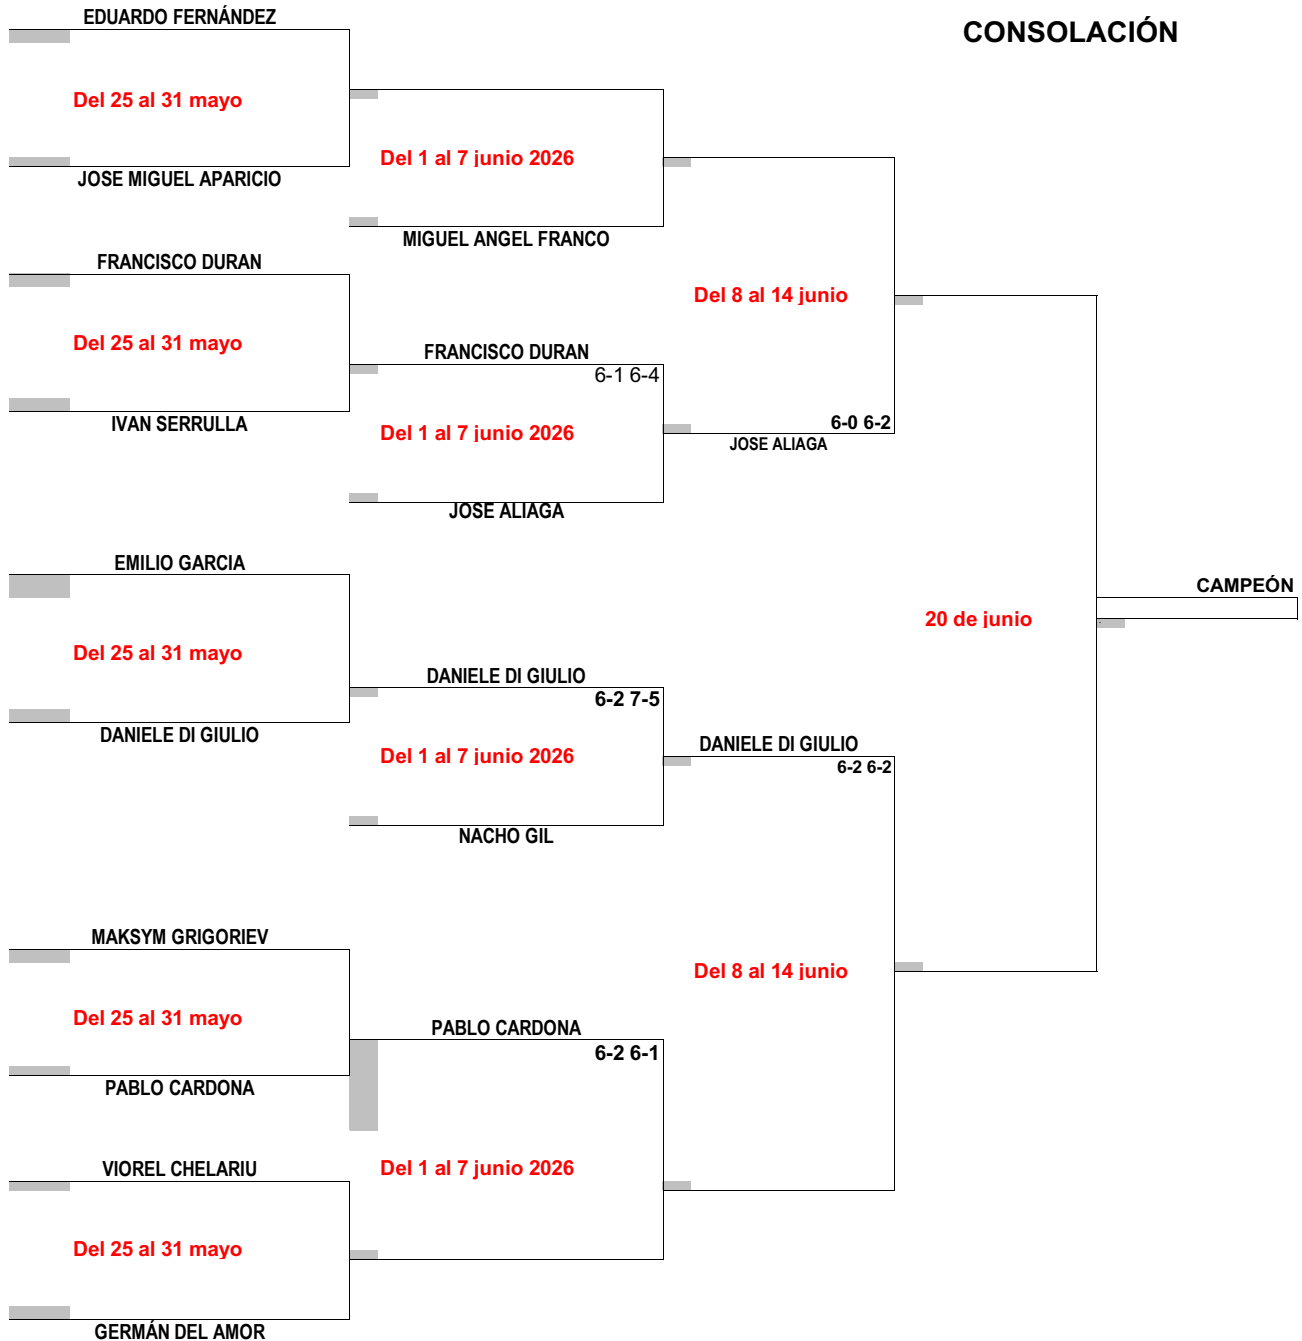 EDUARDO FERNÁNDEZ
CONSOLACIÓN
Del 25 al 31 mayo
Del 1 al 7 junio 2026
JOSE MIGUEL APARICIO
MIGUEL ANGEL FRANCO
FRANCISCO DURAN
Del 8 al 14 junio
Del 25 al 31 mayo
FRANCISCO DURAN
6-1 6-4
IVAN SERRULLA
Del 1 al 7 junio 2026
6-0 6-2
JOSE ALIAGA
JOSE ALIAGA
EMILIO GARCIA
CAMPEÓN
20 de junio
Del 25 al 31 mayo
DANIELE DI GIULIO
6-2 7-5
DANIELE DI GIULIO
Del 1 al 7 junio 2026
DANIELE DI GIULIO
6-2 6-2
NACHO GIL
MAKSYM GRIGORIEV
Del 8 al 14 junio
Del 25 al 31 mayo
PABLO CARDONA
6-2 6-1
PABLO CARDONA
VIOREL CHELARIU
Del 1 al 7 junio 2026
Del 25 al 31 mayo
GERMÁN DEL AMOR